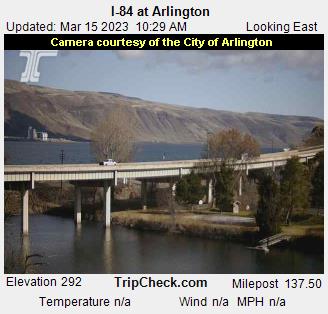 I-84 at Arlington
Updated: Mar 15 2023 10:29 AM Looking East
Camera courtesy of the City of Arlington
Elevation 292 TripCheck.com Milepost 137.50
Temperature n/a Wind n/a MPH n/a